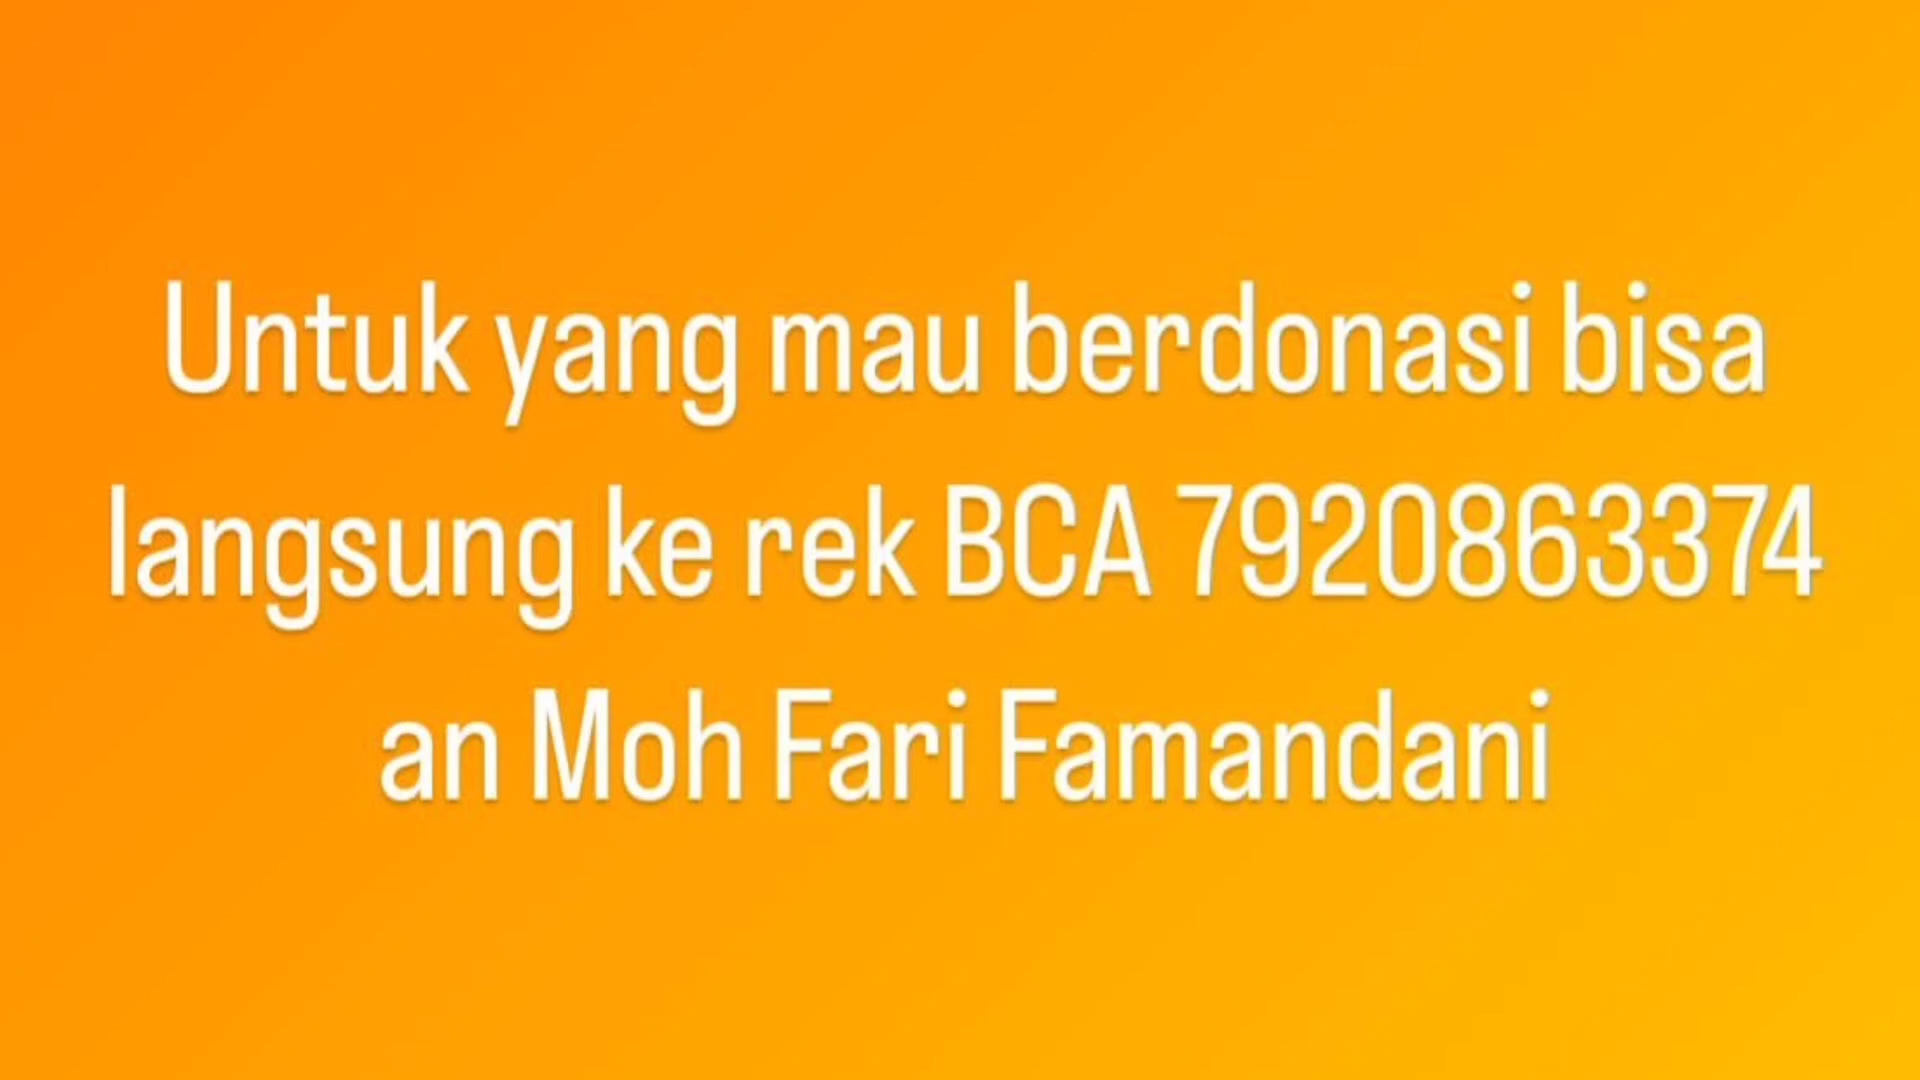 Untuk yang mau berdonasi bisa
langsung ke rek BCA 7920863374
an Moh Fari Famandani